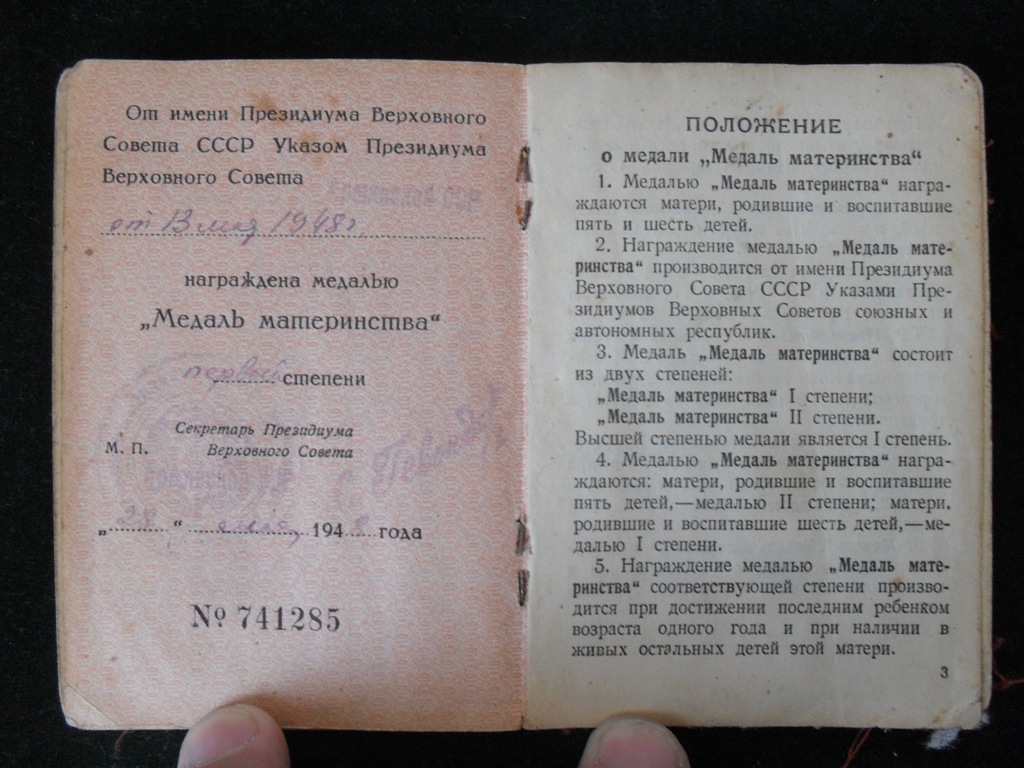 От имени Президиума Верховного
Совета СССР Указом Президиума
Верховного Совета
от 13 мая 1948 г.
награждена медалью
„Медаль материнства“
первой степени
Секретарь Президиума
М. П. Верховного Совета
„28“ мая 1948 года
№ 741285
ПОЛОЖЕНИЕ
о медали „Медаль материнства“
1. Медалью „Медаль материнства“ награ-
ждаются матери, родившие и воспитавшие
пять и шесть детей.
2. Награждение медалью „Медаль мате-
ринства“ производится от имени Президиума
Верховного Совета СССР Указами Пре-
зидиумов Верховных Советов союзных и
автономных республик.
3. Медаль „Медаль материнства“ состоит
из двух степеней:
„Медаль материнства“ I степени;
„Медаль материнства“ II степени.
Высшей степенью медали является I степень.
4. Медалью „Медаль материнства“ награ-
ждаются: матери, родившие и воспитавшие
пять детей,—медалью II степени; матери,
родившие и воспитавшие шесть детей,—ме-
далью I степени.
5. Награждение медалью „Медаль мате-
ринства“ соответствующей степени произво-
дится при достижении последним ребенком
возраста одного года и при наличии в
живых остальных детей этой матери.
3